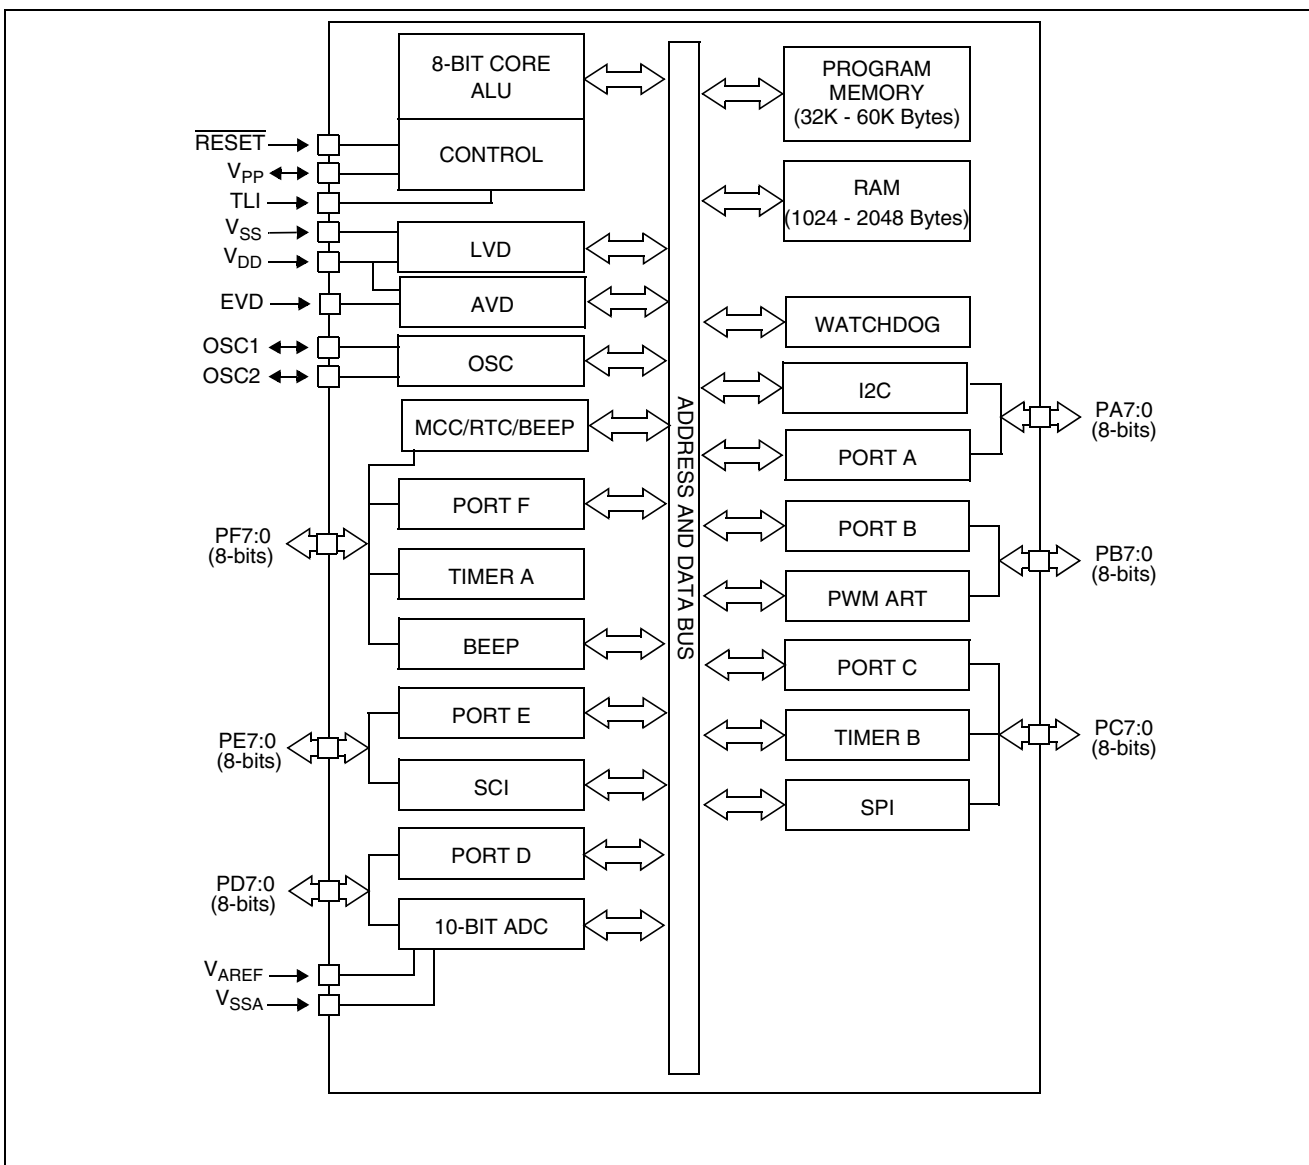 8-BIT CORE
ALU
CONTROL
RESET
VPP
TLI
VSS
VDD
EVD
OSC1
OSC2
LVD
AVD
OSC
MCC/RTC/BEEP
PORT F
TIMER A
BEEP
PF7:0
(8-bits)
PORT E
SCI
PE7:0
(8-bits)
PORT D
10-BIT ADC
PD7:0
(8-bits)
VAREF
VSSA
ADDRESS AND DATA BUS
PROGRAM
MEMORY
(32K - 60K Bytes)
RAM
(1024 - 2048 Bytes)
WATCHDOG
I2C
PORT A
PA7:0
(8-bits)
PORT B
PWM ART
PB7:0
(8-bits)
PORT C
TIMER B
SPI
PC7:0
(8-bits)